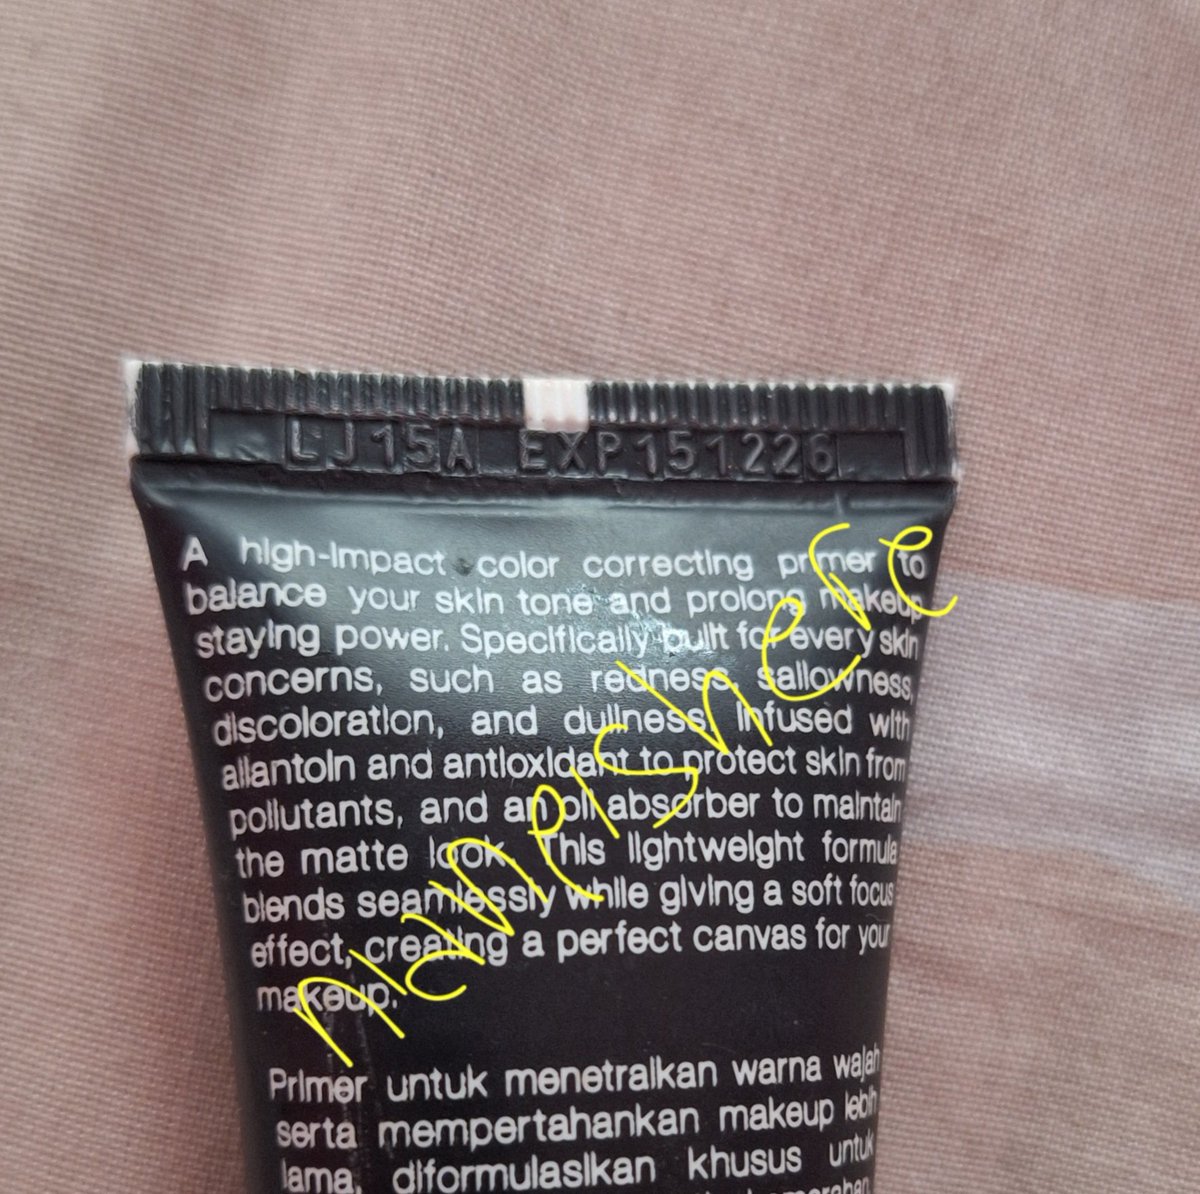 LJ15A EXP151226
A high-impact color correcting primer to
balance your skin tone and prolong makeup
staying power. Specifically built for every skin
concerns, such as redness, sallowness,
discoloration, and dullness. Infused with
allantoin and antioxidant to protect skin from
pollutants, and an oil absorber to maintain
the matte look. This lightweight formula
blends seamlessly while giving a soft focus
effect, creating a perfect canvas for your
makeup.
Primer untuk menetralkan warna wajah
serta mempertahankan makeup lebih
lama, diformulasikan khusus untuk